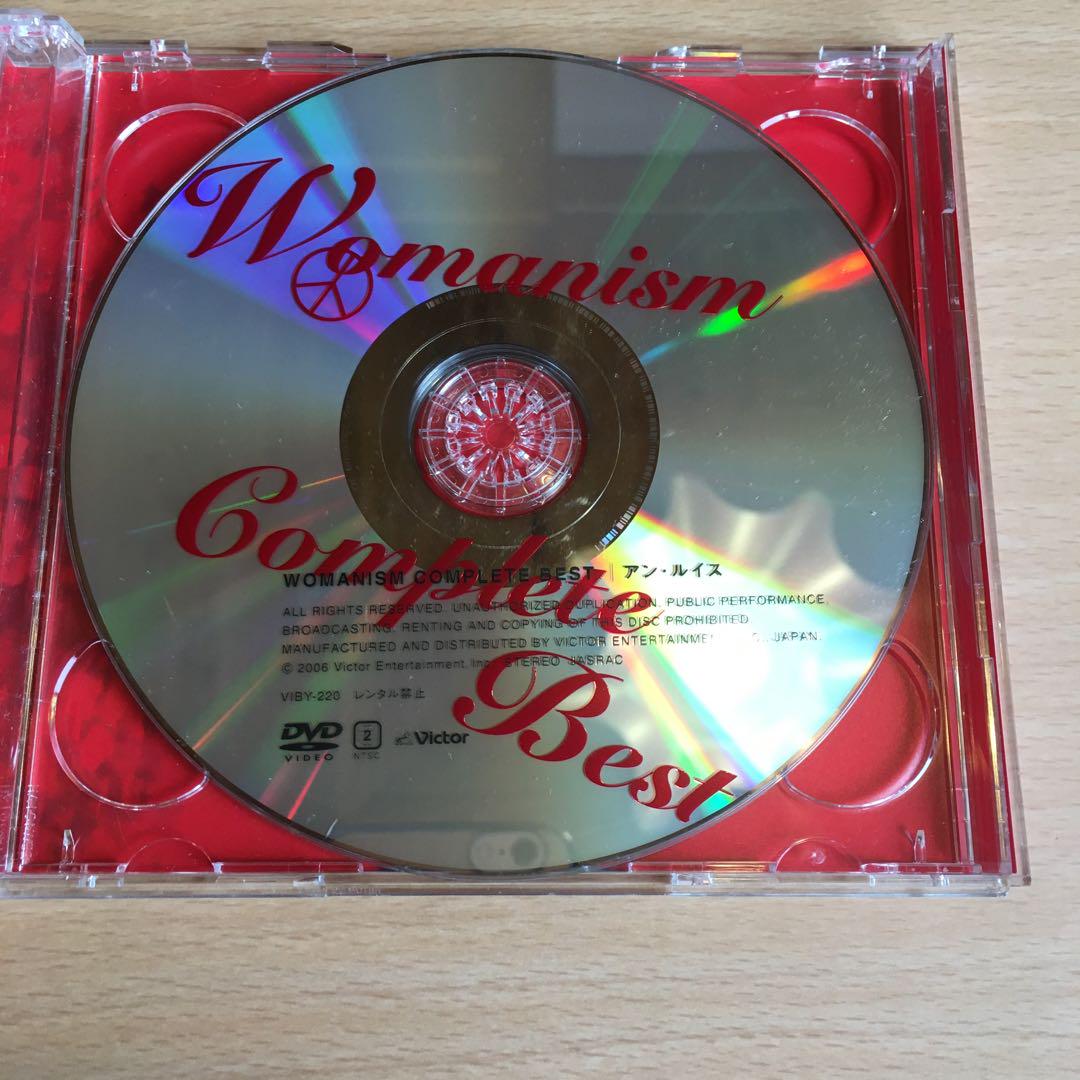 Womanism
Complete
Best
WOMANISM COMPLETE BEST | アン・ルイス
ALL RIGHTS RESERVED. UNAUTHORIZED DUPLICATION, PUBLIC PERFORMANCE,
BROADCASTING, RENTING AND COPYING OF THIS DISC PROHIBITED
MANUFACTURED AND DISTRIBUTED BY VICTOR ENTERTAINMENT, JAPAN.
© 2006 Victor Entertainment, Inc. STEREO JASRAC
VIBY-220 レンタル禁止
DVD VIDEO 2 NTSC Victor